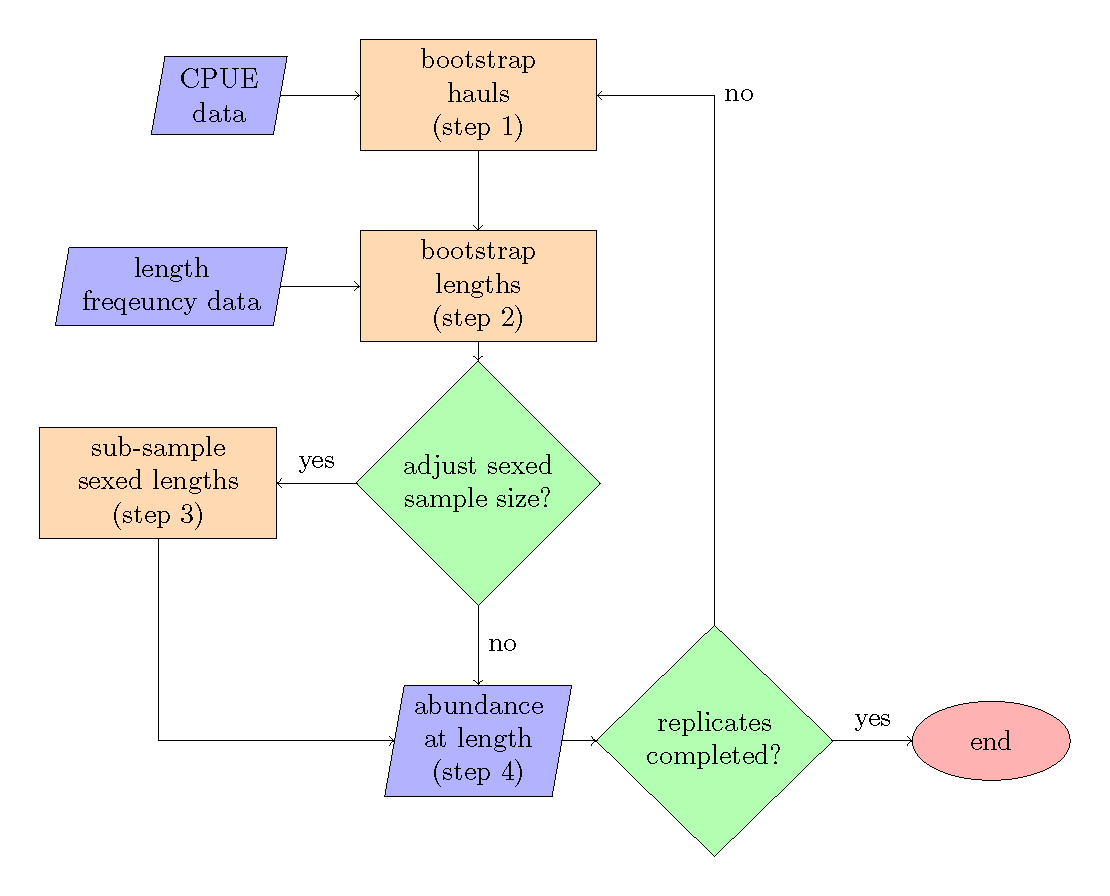 CPUE
data
bootstrap
hauls
(step 1)
no
length
freqeuncy data
bootstrap
lengths
(step 2)
sub-sample
sexed lengths
(step 3)
yes
adjust sexed
sample size?
no
abundance
at length
(step 4)
replicates
completed?
yes
end